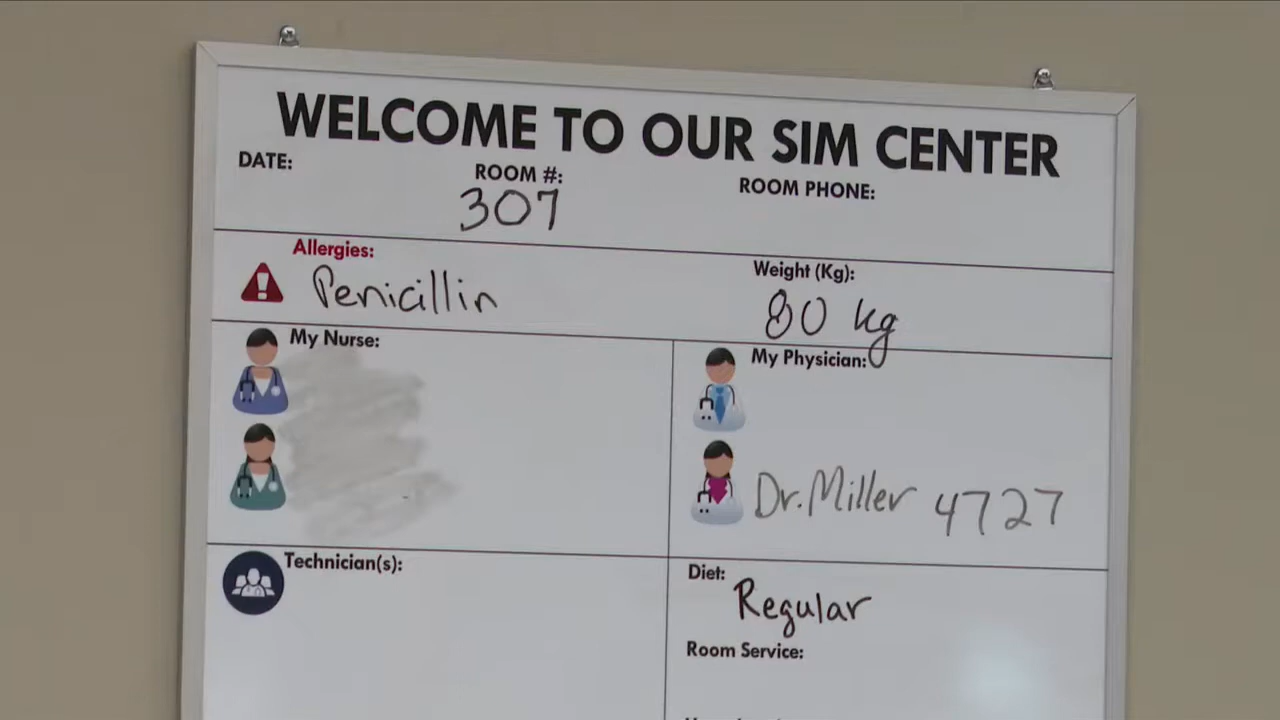 WELCOME TO OUR SIM CENTER
DATE:
ROOM #:
307
ROOM PHONE:
Allergies:
Penicillin
Weight (Kg):
80 kg
My Nurse:
My Physician:
Dr. Miller 4727
Technician(s):
Diet:
Regular
Room Service: